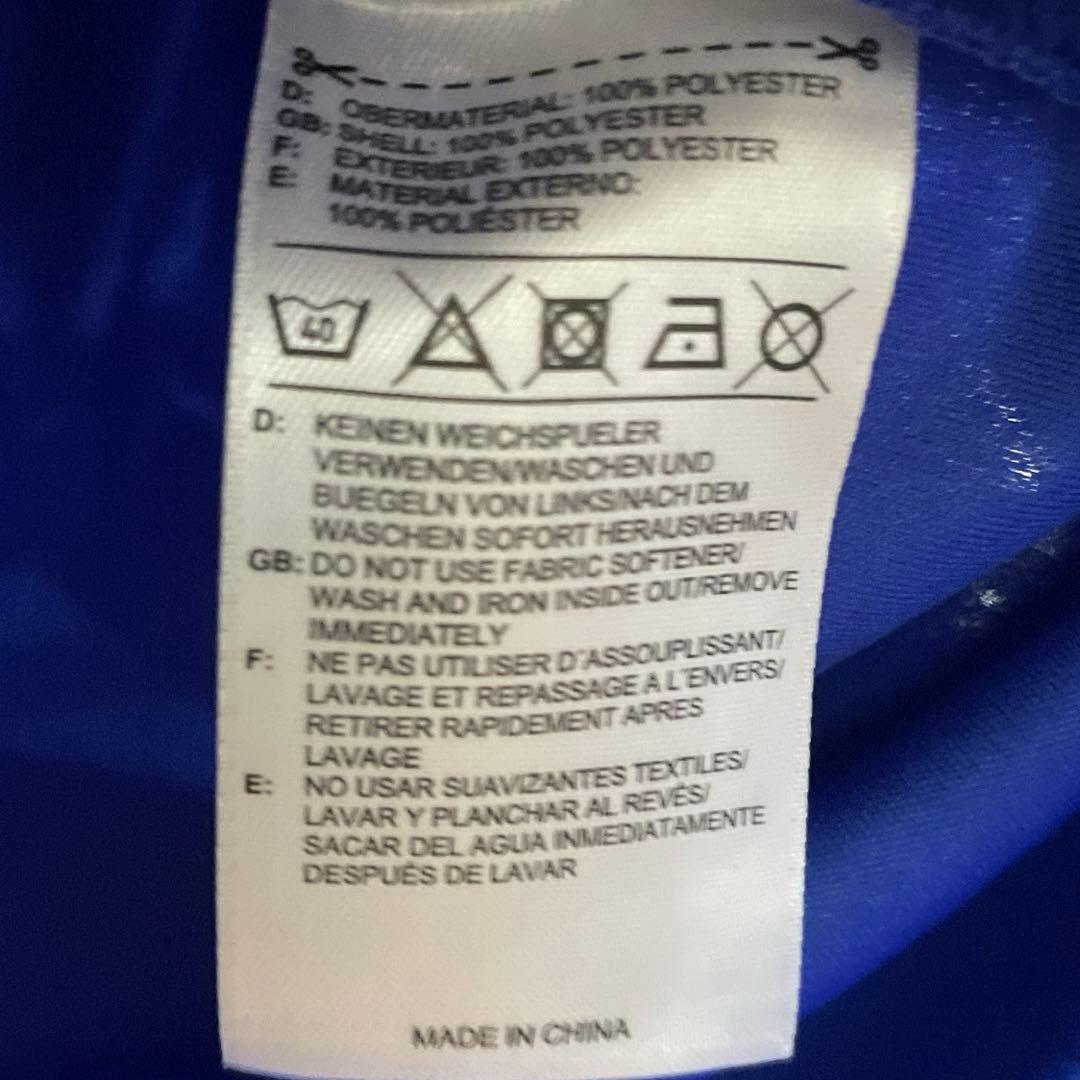 D: OBERMATERIAL: 100% POLYESTER
GB: SHELL: 100% POLYESTER
F: EXTERIEUR: 100% POLYESTER
E: MATERIAL EXTERNO:
100% POLIÉSTER
40
D: KEINEN WEICHSPUELER
VERWENDEN/WASCHEN UND
BUEGELN VON LINKS/NACH DEM
WASCHEN SOFORT HERAUSNEHMEN
GB: DO NOT USE FABRIC SOFTENER/
WASH AND IRON INSIDE OUT/REMOVE
IMMEDIATELY
F: NE PAS UTILISER D'ASSOUPLISSANT/
LAVAGE ET REPASSAGE A L'ENVERS/
RETIRER RAPIDEMENT APRES
LAVAGE
E: NO USAR SUAVIZANTES TEXTILES/
LAVAR Y PLANCHAR AL REVÉS/
SACAR DEL AGUA INMEDIATAMENTE
DESPUÉS DE LAVAR
MADE IN CHINA